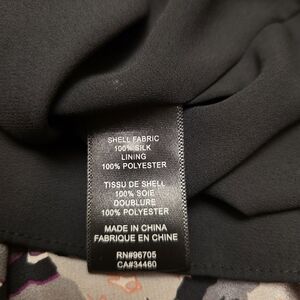 SHELL FABRIC
100% SILK
LINING
100% POLYESTER
TISSU DE SHELL
100% SOIE
DOUBLURE
100% POLYESTER
MADE IN CHINA
FABRIQUE EN CHINE
RN#96705
CA#34460